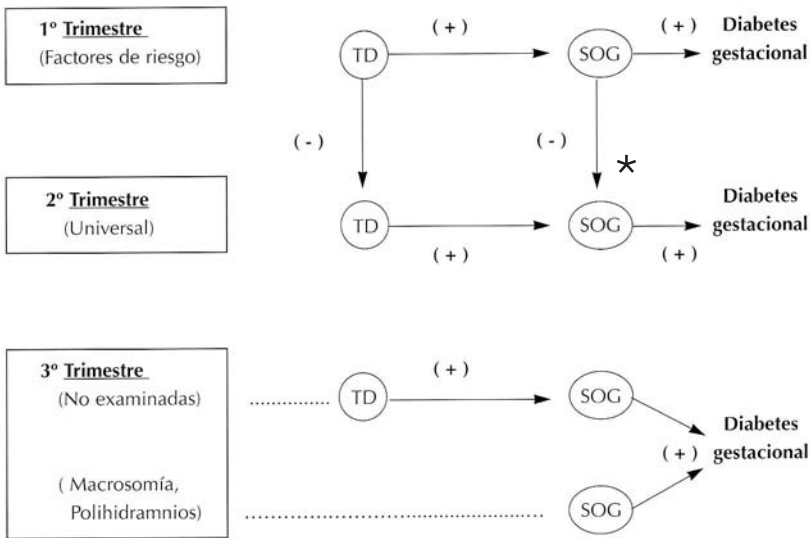 1º Trimestre
(Factores de riesgo)
TD
( + )
SOG
( + )
Diabetes
gestacional
( - )
( - )
*
2º Trimestre
(Universal)
TD
( + )
SOG
( + )
Diabetes
gestacional
3º Trimestre
(No examinadas)
TD
( + )
SOG
Diabetes
gestacional
( + )
( Macrosomía,
Polihidramnios)
SOG